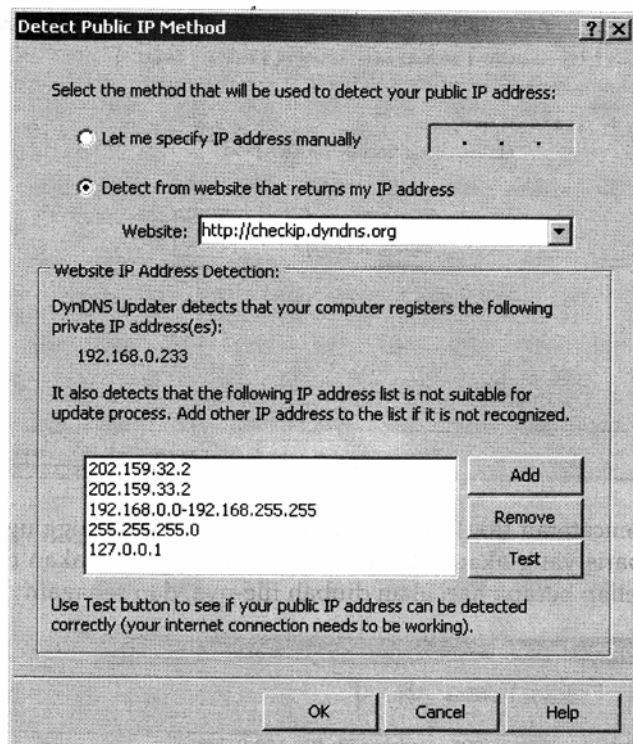 Detect Public IP Method
Select the method that will be used to detect your public IP address:
Let me specify IP address manually
. . .
Detect from website that returns my IP address
Website: http://checkip.dyndns.org
Website IP Address Detection:
DynDNS Updater detects that your computer registers the following
private IP address(es):
192.168.0.233
It also detects that the following IP address list is not suitable for
update process. Add other IP address to the list if it is not recognized.
202.159.32.2
202.159.33.2
192.168.0.0-192.168.255.255
255.255.255.0
127.0.0.1
Add
Remove
Test
Use Test button to see if your public IP address can be detected
correctly (your internet connection needs to be working).
OK Cancel Help